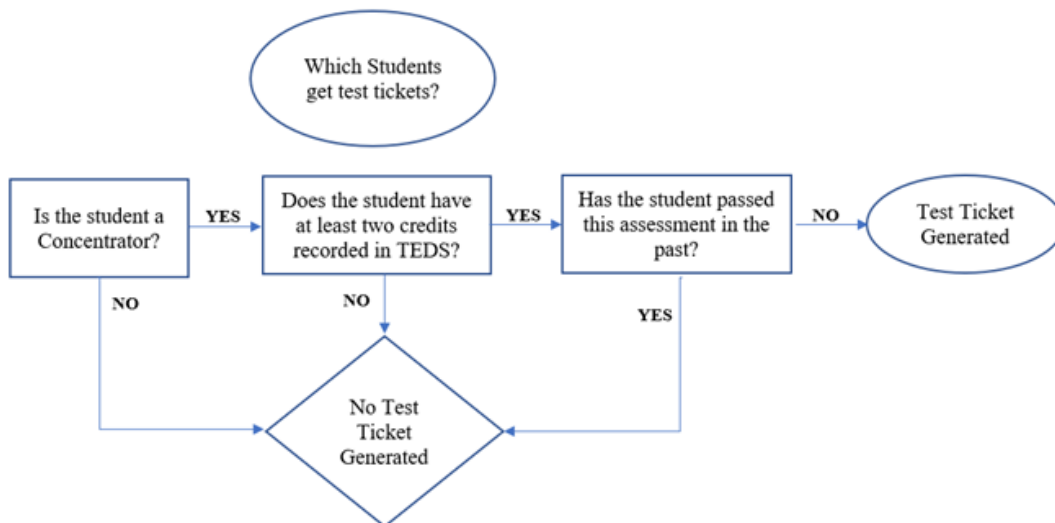 Which Students
get test tickets?
Is the student a
Concentrator?
YES
Does the student have
at least two credits
recorded in TEDS?
YES
Has the student passed
this assessment in the
past?
NO
Test Ticket
Generated
NO
NO
YES
No Test
Ticket
Generated